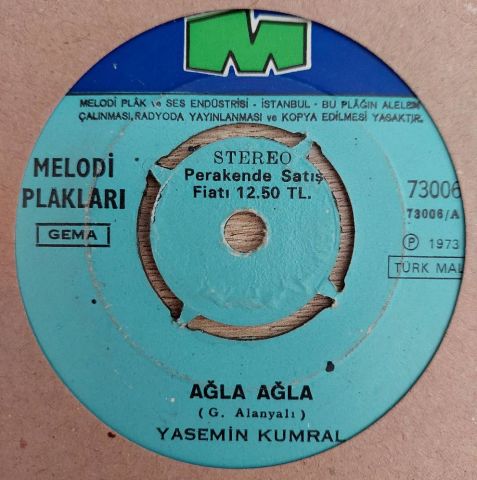 M
MELODİ PLÂK ve SES ENDÜSTRİSİ - İSTANBUL - BU PLÂĞIN ALELEM
ÇALINMASI, RADYODA YAYINLANMASI ve KOPYA EDİLMESİ YASAKTIR.
MELODİ
PLAKLARI
GEMA
STEREO
Perakende Satış
Fiatı 12.50 TL.
73006
73006/A
Ⓟ 1973
TÜRK MAL
AĞLA AĞLA
(G. Alanyalı)
YASEMİN KUMRAL